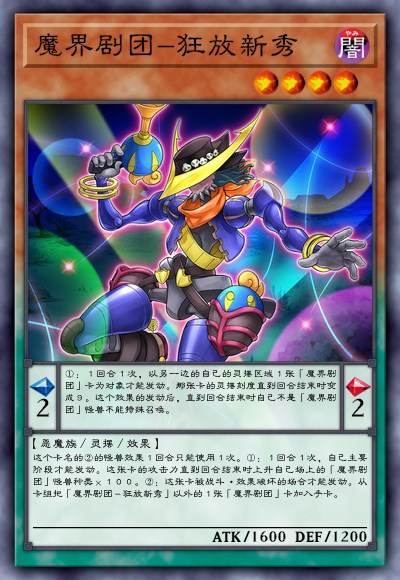 魔界剧团-狂放新秀
やみ
闇
①：1回合1次，以另一边的自己的灵摆区域1张「魔界剧
团」卡为对象才能发动。那张卡的灵摆刻度直到回合结束时变
成9。这个效果的发动后，直到回合结束时自己不是「魔界剧
团」怪兽不能特殊召唤。
2
2
【恶魔族／灵摆／效果】
这个卡名的②的怪兽效果1回合只能使用1次。①：1回合1次，自己主要
阶段才能发动。这张卡的攻击力直到回合结束时上升自己场上的「魔界剧
团」怪兽种类×100。②：这张卡被战斗·效果破坏的场合才能发动。从
卡组把「魔界剧团-狂放新秀」以外的1张「魔界剧团」卡加入手卡。
ATK/1600 DEF/1200